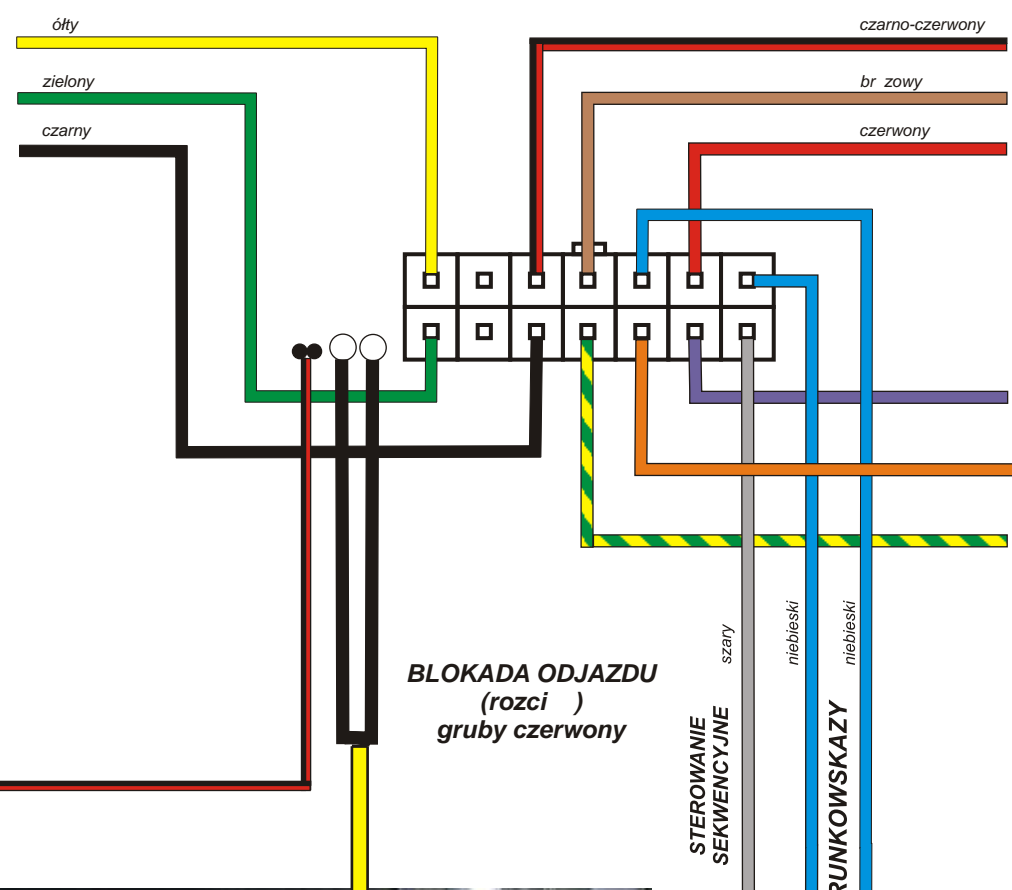 ółty
czarno-czerwony
zielony
br zowy
czarny
czerwony
BLOKADA ODJAZDU
(rozci )
gruby czerwony
szary
niebieski
niebieski
STEROWANIE
SEKWENCYJNE
RUNKOWSKAZY